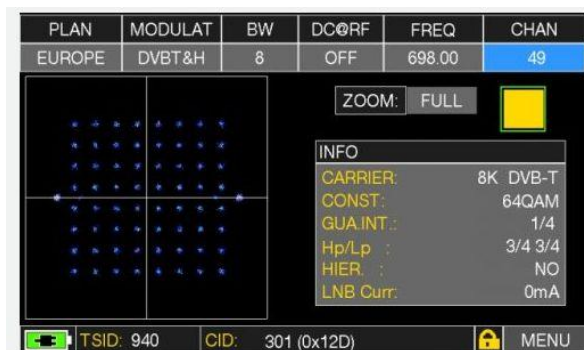 PLAN MODULAT BW DC@RF FREQ CHAN
EUROPE DVBT&H 8 OFF 698.00 49
ZOOM: FULL
INFO
CARRIER: 8K DVB-T
CONST: 64QAM
GUA.INT.: 1/4
Hp/Lp : 3/4 3/4
HIER. : NO
LNB Curr: 0mA
TSID: 940 CID: 301 (0x12D) MENU